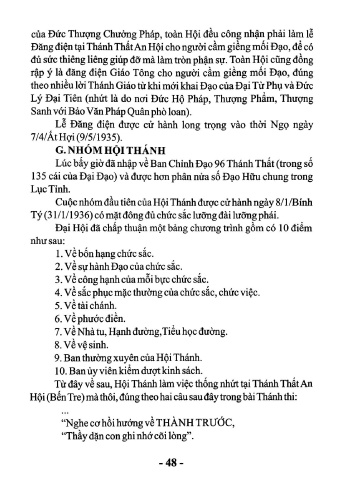 của Đức Thượng Chưởng Pháp, toàn Hội đều công nhận phải làm lễ
Đăng điện tại Thánh Thất An Hội cho người cầm giềng mối Đạo, để có
đủ sức thiêng liêng giúp đỡ mà làm tròn phận sự. Toàn Hội cũng đồng
rập ý là đăng điện Giáo Tông cho người cầm giềng mối Đạo, đúng
theo nhiều lời Thánh Giáo từ khi mới khai Đạo của Đại Từ Phụ và Đức
Lý Đại Tiên (nhứt là do nơi Đức Hộ Pháp, Thượng Phẩm, Thượng
Sanh với Bảo Văn Pháp Quân phò loan).
Lễ Đăng điện được cử hành long trọng vào thời Ngọ ngày
7/4/Ất Hợi (9/5/1935).
G. NHÓM HỘI THÁNH
Lúc bấy giờ đã nhập về Ban Chỉnh Đạo 96 Thánh Thất (trong số
135 cái của Đại Đạo) và được hơn phân nửa số Đạo Hữu chung trong
Lục Tỉnh.
Cuộc nhóm đầu tiên của Hội Thánh được cử hành ngày 8/1/Bính
Tý (31/1/1936) có mặt đông đủ chức sắc lưỡng đài lưỡng phái.
Đại Hội đã chấp thuận một bảng chương trình gồm có 10 điểm
như sau:
1. Về bốn hạng chức sắc.
2. Về sự hành Đạo của chức sắc.
3. Về công hạnh của mỗi bực chức sắc.
4. Về sắc phục mặc thường của chức sắc, chức việc.
5. Về tài chánh.
6. Về phước điền.
7. Về Nhà tu, Hạnh đường,Tiểu học đường.
8. Về vệ sinh.
9. Ban thường xuyên của Hội Thánh.
10. Ban ủy viên kiểm duyệt kinh sách.
Từ đây về sau, Hội Thánh làm việc thống nhứt tại Thánh Thất An
Hội (Bến Tre) mà thôi, đúng theo hai câu sau đây trong bài Thánh thi:
...
“Nghe cơ hồi hướng về THÀNH TRƯỚC,
“Thầy dặn con ghi nhớ cõi lòng”.
- 48 -